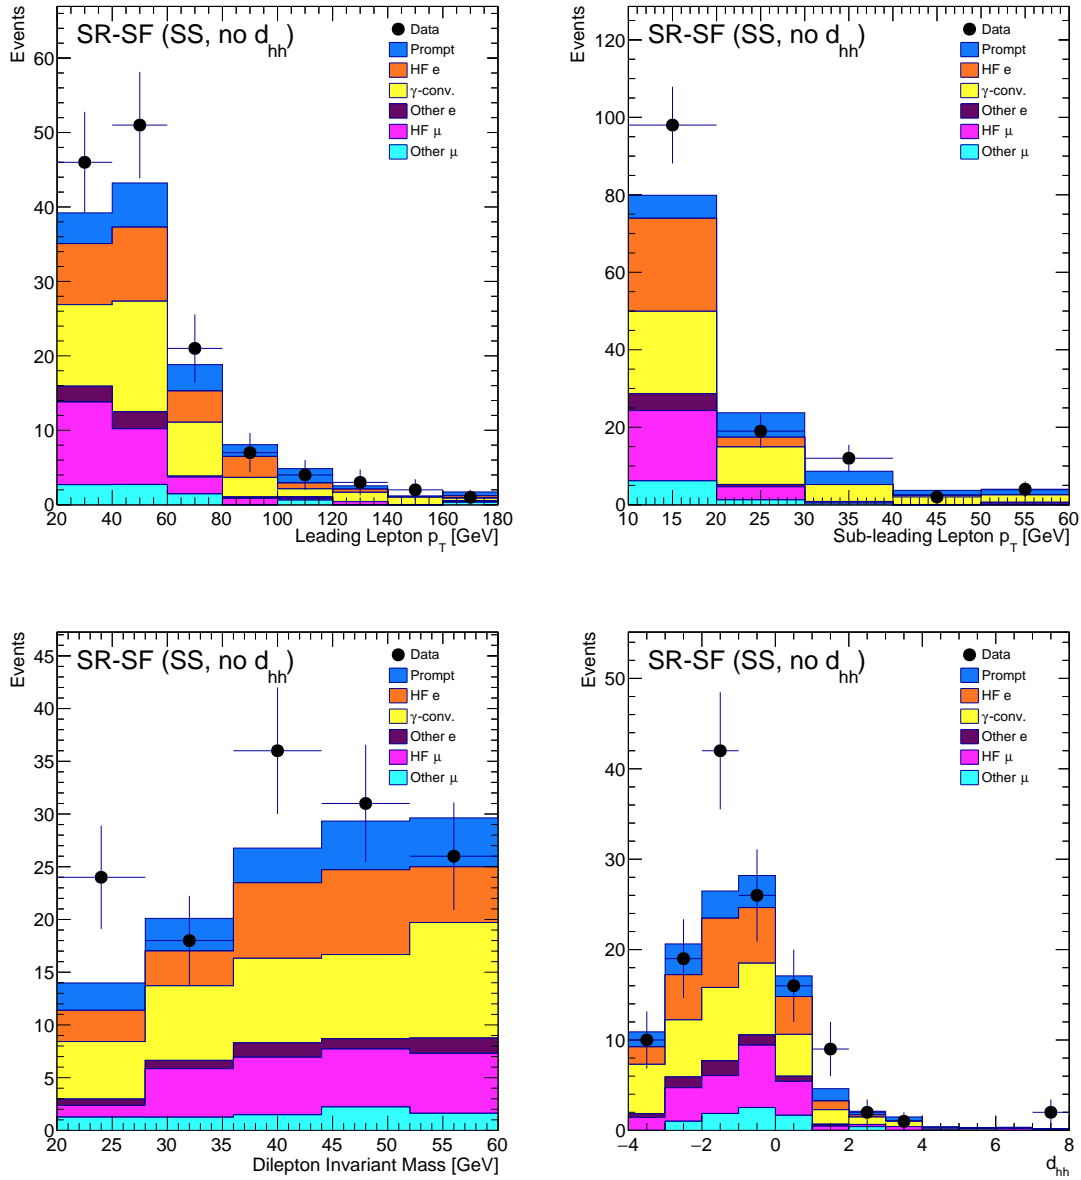 Events
SR-SF (SS, no d_hh)
Data
Prompt
HF e
γ-conv.
Other e
HF μ
Other μ
0
10
20
30
40
50
60
20 40 60 80 100 120 140 160 180
Leading Lepton p_T [GeV]
Events
SR-SF (SS, no d_hh)
Data
Prompt
HF e
γ-conv.
Other e
HF μ
Other μ
0
20
40
60
80
100
120
10 15 20 25 30 35 40 45 50 55 60
Sub-leading Lepton p_T [GeV]
Events
SR-SF (SS, no d_hh)
Data
Prompt
HF e
γ-conv.
Other e
HF μ
Other μ
0
5
10
15
20
25
30
35
40
45
20 25 30 35 40 45 50 55 60
Dilepton Invariant Mass [GeV]
Events
SR-SF (SS, no d_hh)
Data
Prompt
HF e
γ-conv.
Other e
HF μ
Other μ
0
10
20
30
40
50
−4 −2 0 2 4 6 8
d_hh